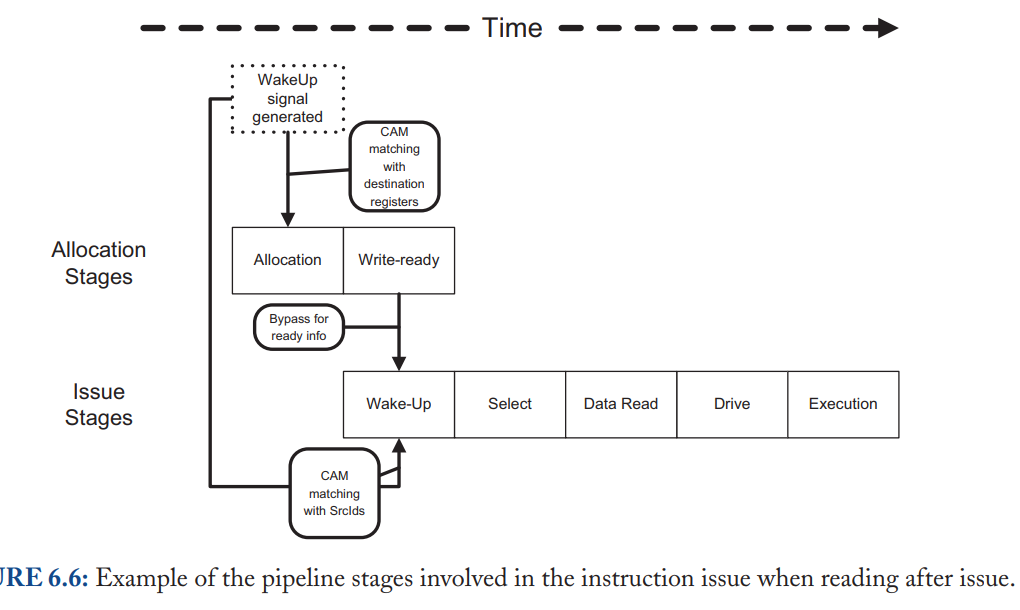 Time
WakeUp
signal
generated
CAM
matching
with
destination
registers
Allocation
Stages
Allocation
Write-ready
Bypass for
ready info
Issue
Stages
Wake-Up
Select
Data Read
Drive
Execution
CAM
matching
with SrcIds
URE 6.6: Example of the pipeline stages involved in the instruction issue when reading after issue.